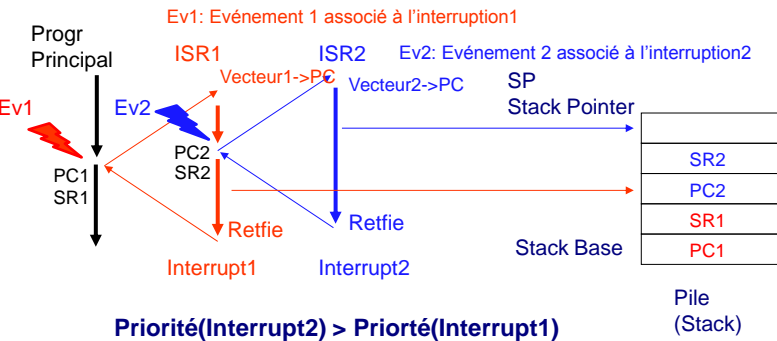 Ev1: Evénement 1 associé à l'interruption1
Progr
Principal
ISR1
ISR2
Ev2: Evénement 2 associé à l'interruption2
Vecteur1->PC
Vecteur2->PC
SP
Stack Pointer
Ev1
Ev2
PC1
SR1
PC2
SR2
SR2
PC2
SR1
PC1
Retfie
Retfie
Stack Base
Interrupt1
Interrupt2
Pile
(Stack)
Priorité(Interrupt2) > Priorté(Interrupt1)